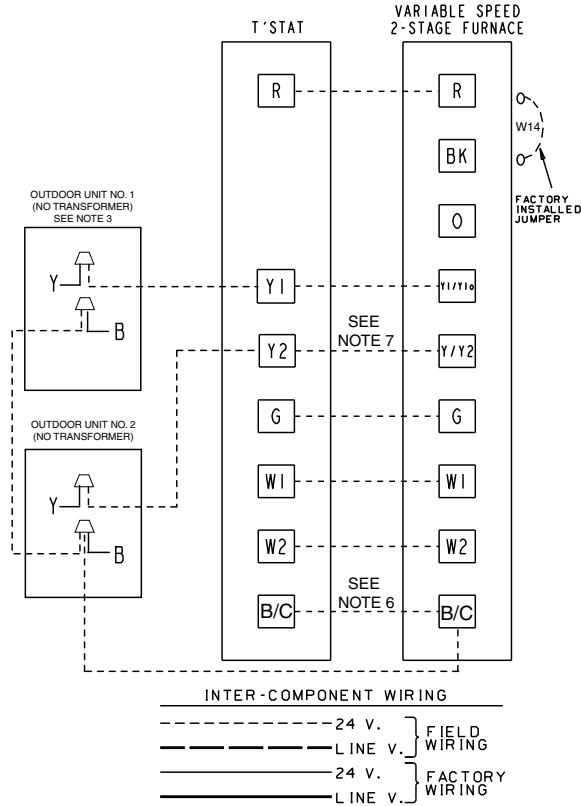 VARIABLE SPEED
T'STAT
2-STAGE FURNACE
R
R
W14
BK
FACTORY
INSTALLED
JUMPER
O
OUTDOOR UNIT NO. 1
(NO TRANSFORMER)
SEE NOTE 3
Y
B
Y1
Y1/Y1o
SEE
NOTE 7
Y2
Y/Y2
G
G
OUTDOOR UNIT NO. 2
(NO TRANSFORMER)
Y
B
W1
W1
W2
W2
SEE
NOTE 6
B/C
B/C
INTER-COMPONENT WIRING
24 V.
LINE V.
FIELD
WIRING
24 V.
LINE V.
FACTORY
WIRING